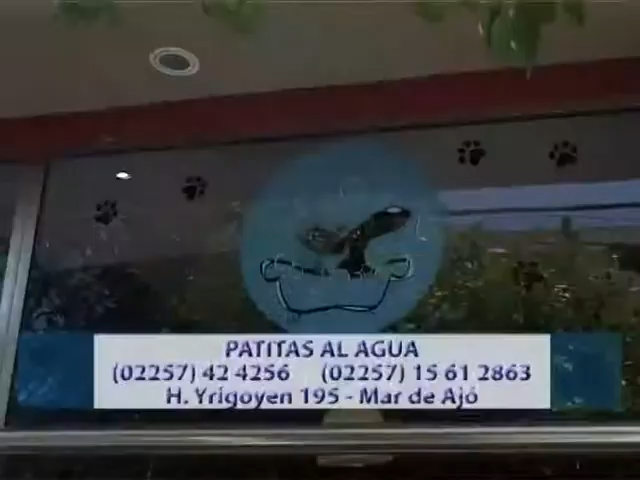 PATITAS AL AGUA
(02257) 42 4256 (02257) 15 61 2863
H. Yrigoyen 195 - Mar de Ajó